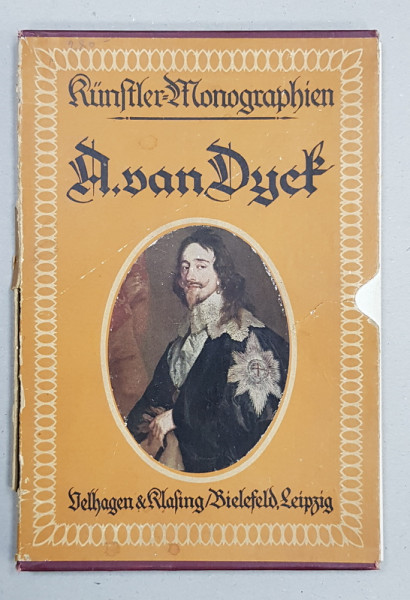 Künstler=Monographien
A. van Dyck
Velhagen & Klasing/Bielefeld, Leipzig